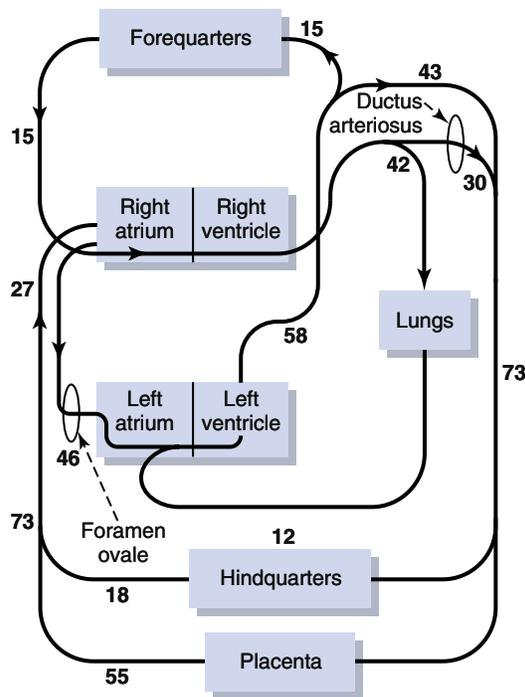 Forequarters
15
43
Ductus
arteriosus
15
42
30
Right
atrium
Right
ventricle
27
Lungs
58
73
Left
atrium
Left
ventricle
46
Foramen
ovale
73
12
Hindquarters
18
Placenta
55